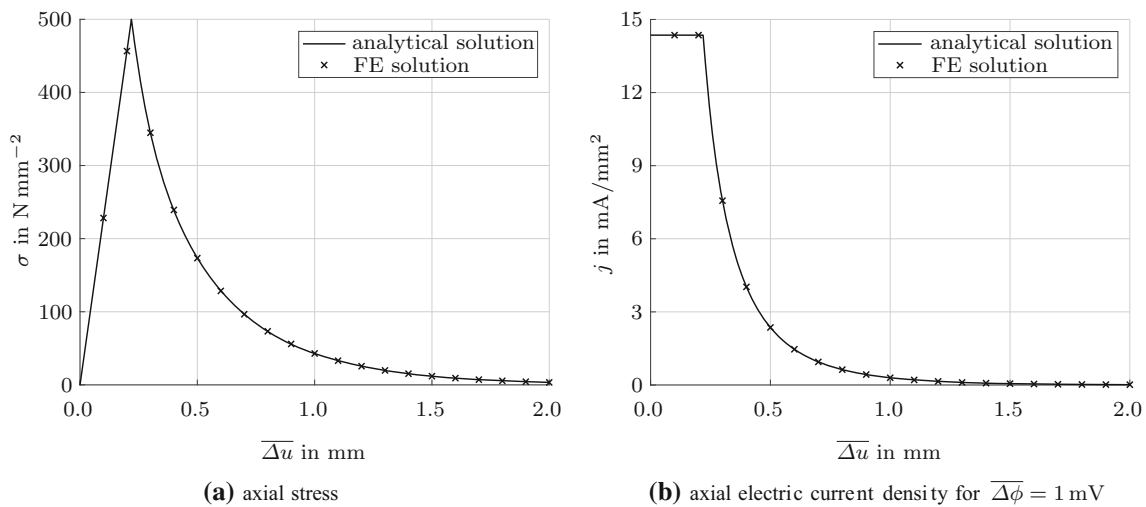 500
400
300
200
100
0
σ in N mm⁻²
analytical solution
FE solution
0.0 0.5 1.0 1.5 2.0
\overline{Δu} in mm
(a) axial stress
15
12
9
6
3
0
j in mA/mm²
analytical solution
FE solution
0.0 0.5 1.0 1.5 2.0
\overline{Δu} in mm
(b) axial electric current density for \overline{Δϕ} = 1 mV